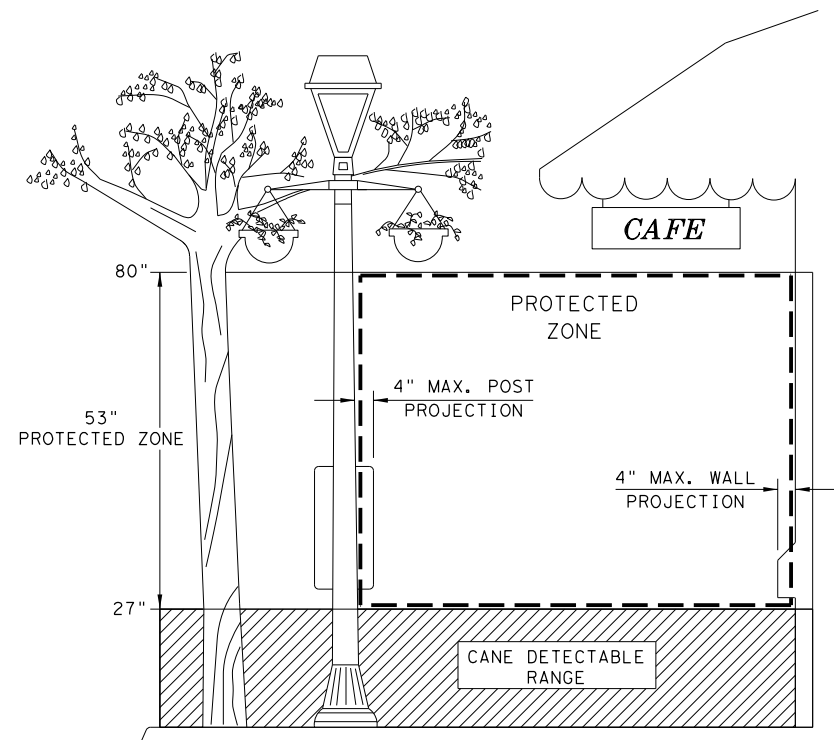 CAFE
80"
PROTECTED
ZONE
4" MAX. POST
PROJECTION
53"
PROTECTED ZONE
4" MAX. WALL
PROJECTION
27"
CANE DETECTABLE
RANGE